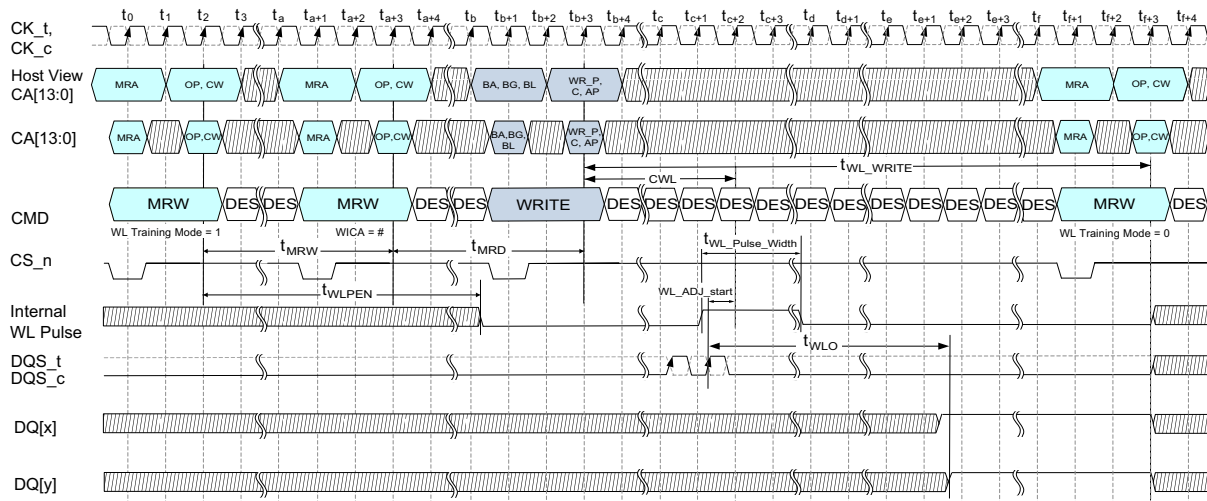 t0 t1 t2 t3 ta ta+1 ta+2 ta+3 ta+4 tb tb+1 tb+2 tb+3 tb+4 tc tc+1 tc+2 tc+3 td td+1 te te+1 te+2 te+3 tf tf+1 tf+2 tf+3 tf+4
CK_t,
CK_c
Host View
CA[13:0]
MRA OP, CW MRA OP, CW BA, BG, BL WR_P, C, AP MRA OP, CW
CA[13:0]
MRA OP,CW MRA OP,CW BA,BG, BL WR_P, C, AP MRA OP,CW
tWL_WRITE
CWL
CMD
MRW DES DES MRW DES DES WRITE DES DES DES DES DES DES DES DES DES DES DES DES MRW DES
WL Training Mode = 1 WICA = # WL Training Mode = 0
tMRW tMRD tWL_Pulse_Width
CS_n
tWLPEN WL_ADJ_start
Internal
WL Pulse
tWLO
DQS_t
DQS_c
DQ[x]
DQ[y]